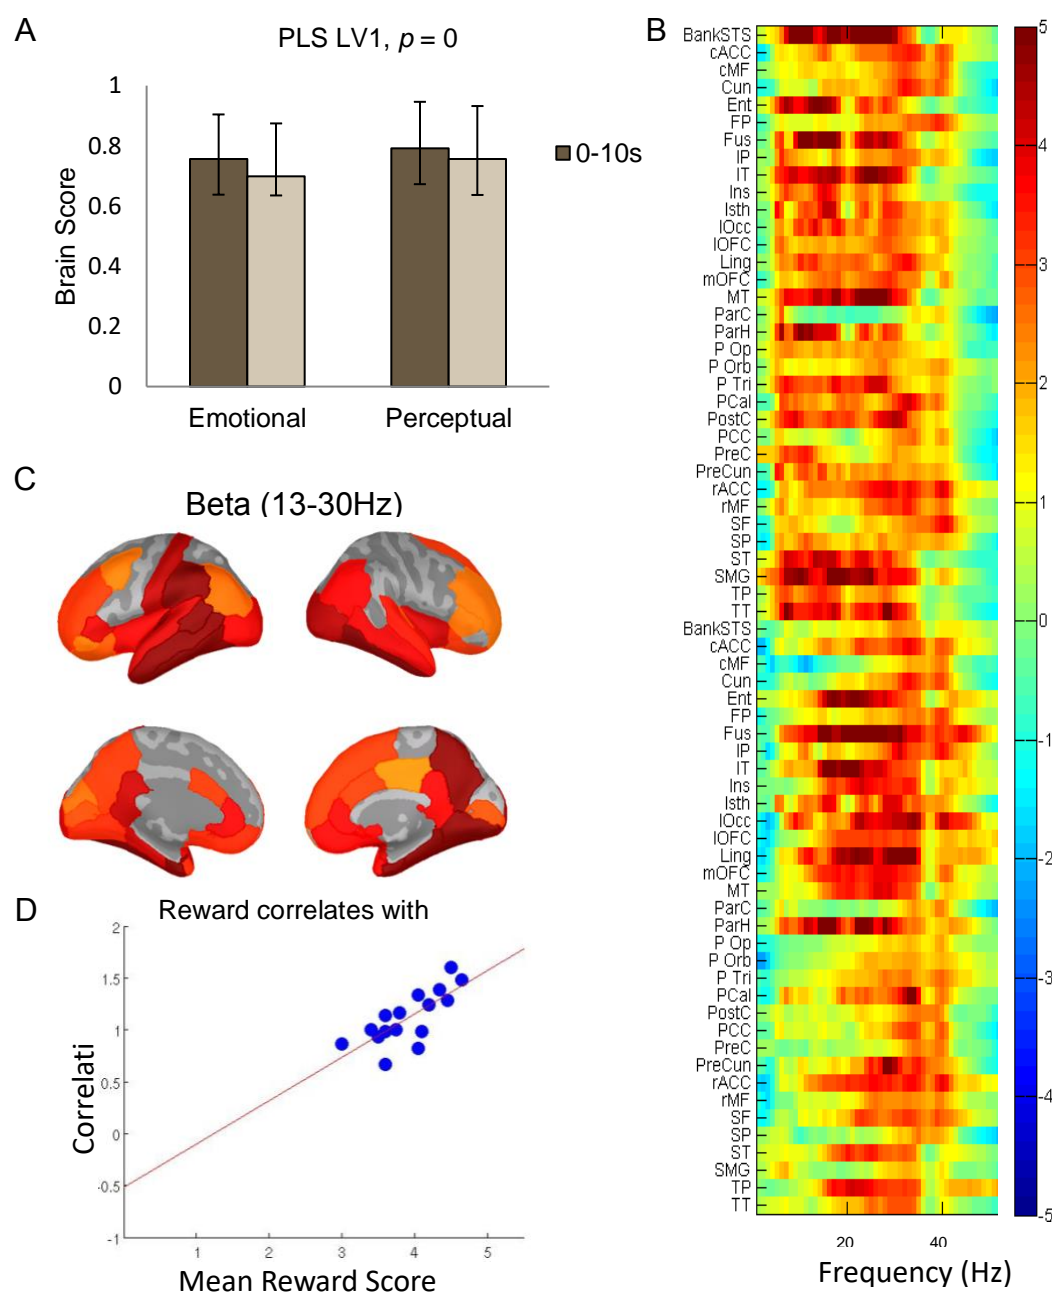 A
PLS LV1, p = 0
Brain Score
1
0.8
0.6
0.4
0.2
0
Emotional
Perceptual
0-10s
B
BankSTS
cACC
cMF
Cun
Ent
FP
Fus
IP
IT
Ins
Isth
lOcc
lOFC
Ling
mOFC
MT
ParC
ParH
P Op
P Orb
P Tri
PCal
PostC
PCC
PreC
PreCun
rACC
rMF
SF
SP
ST
SMG
TP
TT
BankSTS
cACC
cMF
Cun
Ent
FP
Fus
IP
IT
Ins
Isth
lOcc
lOFC
Ling
mOFC
MT
ParC
ParH
P Op
P Orb
P Tri
PCal
PostC
PCC
PreC
PreCun
rACC
rMF
SF
SP
ST
SMG
TP
TT
20
40
Frequency (Hz)
5
4
3
2
1
0
-1
-2
-3
-4
-5
C
Beta (13-30Hz)
D
Reward correlates with
Correlati
2
1.5
1
0.5
0
-0.5
-1
1
2
3
4
5
Mean Reward Score